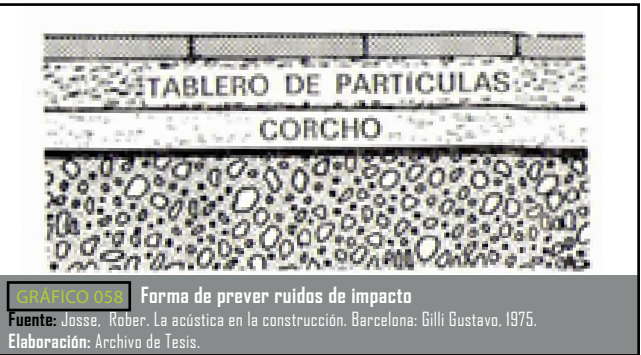 TABLERO DE PARTICULAS
CORCHO
GRÁFICO 058 Forma de prever ruidos de impacto
Fuente: Josse, Rober. La acústica en la construcción. Barcelona: Gilli Gustavo, 1975.
Elaboración: Archivo de Tesis.